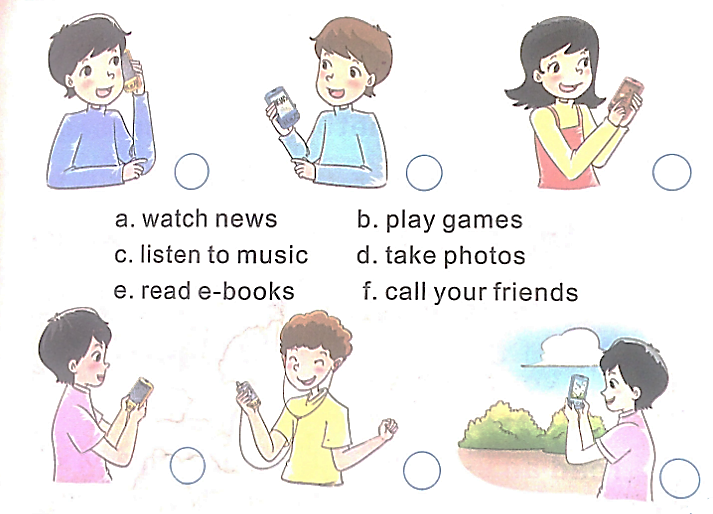 a. watch news b. play games
c. listen to music d. take photos
e. read e-books f. call your friends